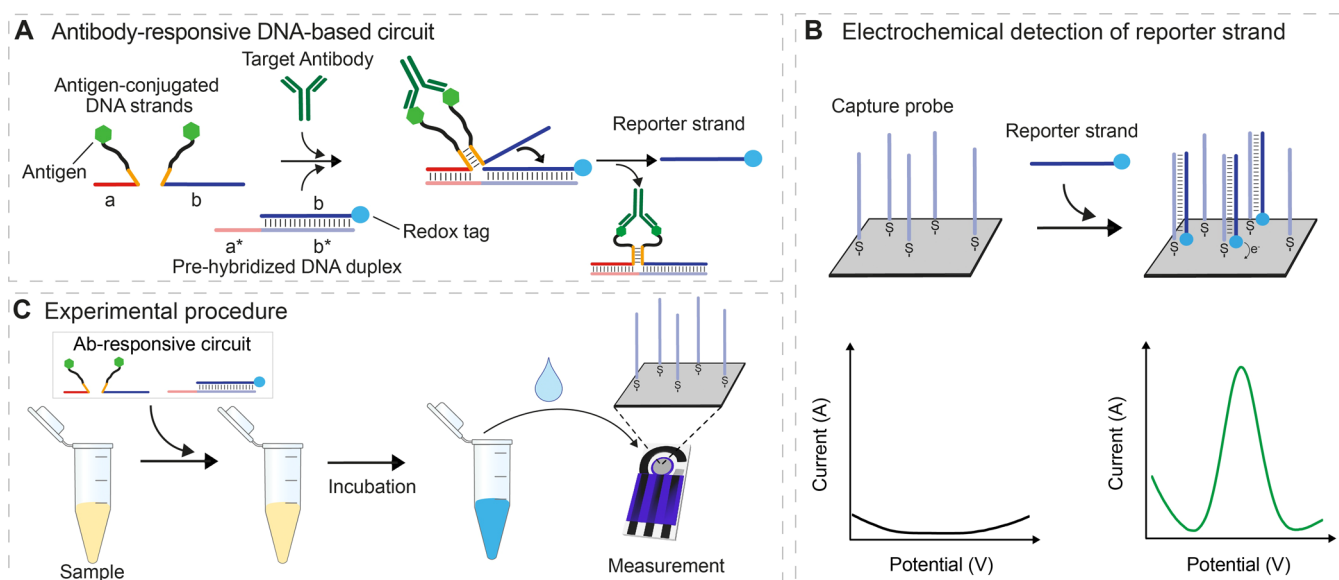 A Antibody-responsive DNA-based circuit
Target Antibody
Antigen-conjugated
DNA strands
Antigen
a
b
b
Redox tag
a*
b*
Pre-hybridized DNA duplex
Reporter strand
B Electrochemical detection of reporter strand
Capture probe
Reporter strand
S
S
S
S
S
S
S
S
S
S
e-
Current (A)
Potential (V)
Current (A)
Potential (V)
C Experimental procedure
Ab-responsive circuit
Sample
Incubation
S
S
S
S
S
Measurement